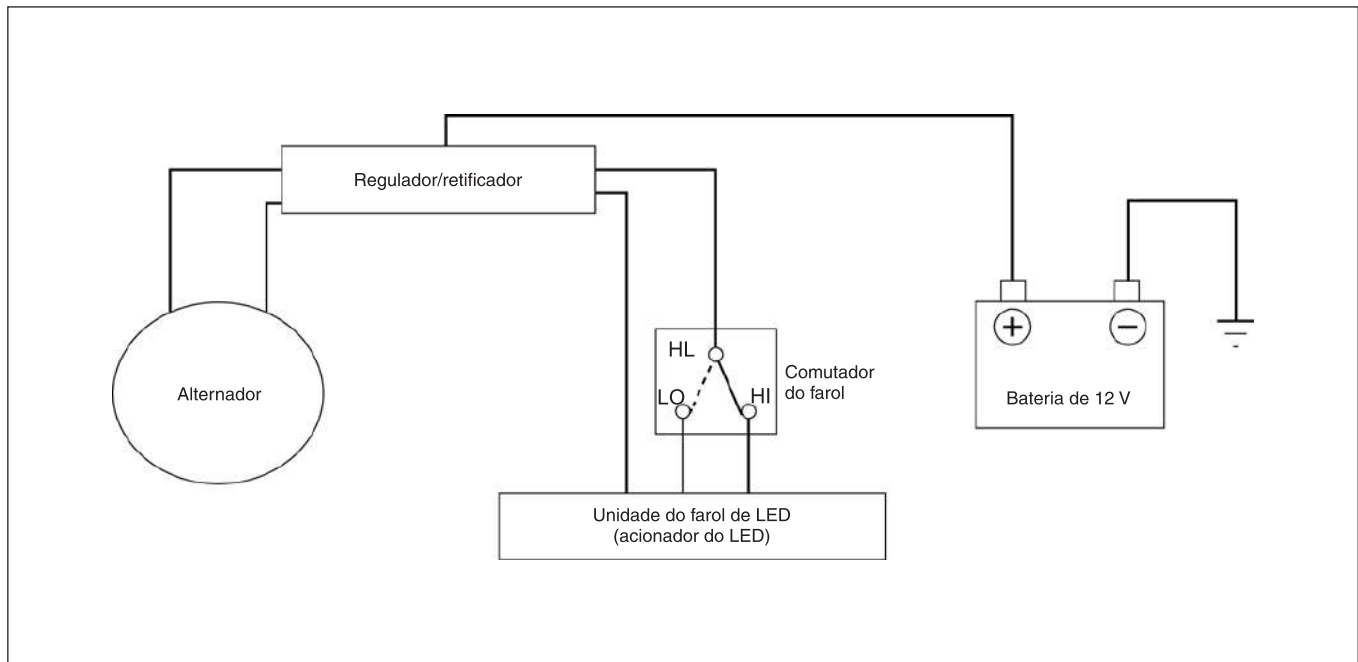 Regulador/retificador
Alternador
HL
LO
HI
Comutador
do farol
+
−
Bateria de 12 V
Unidade do farol de LED
(acionador do LED)